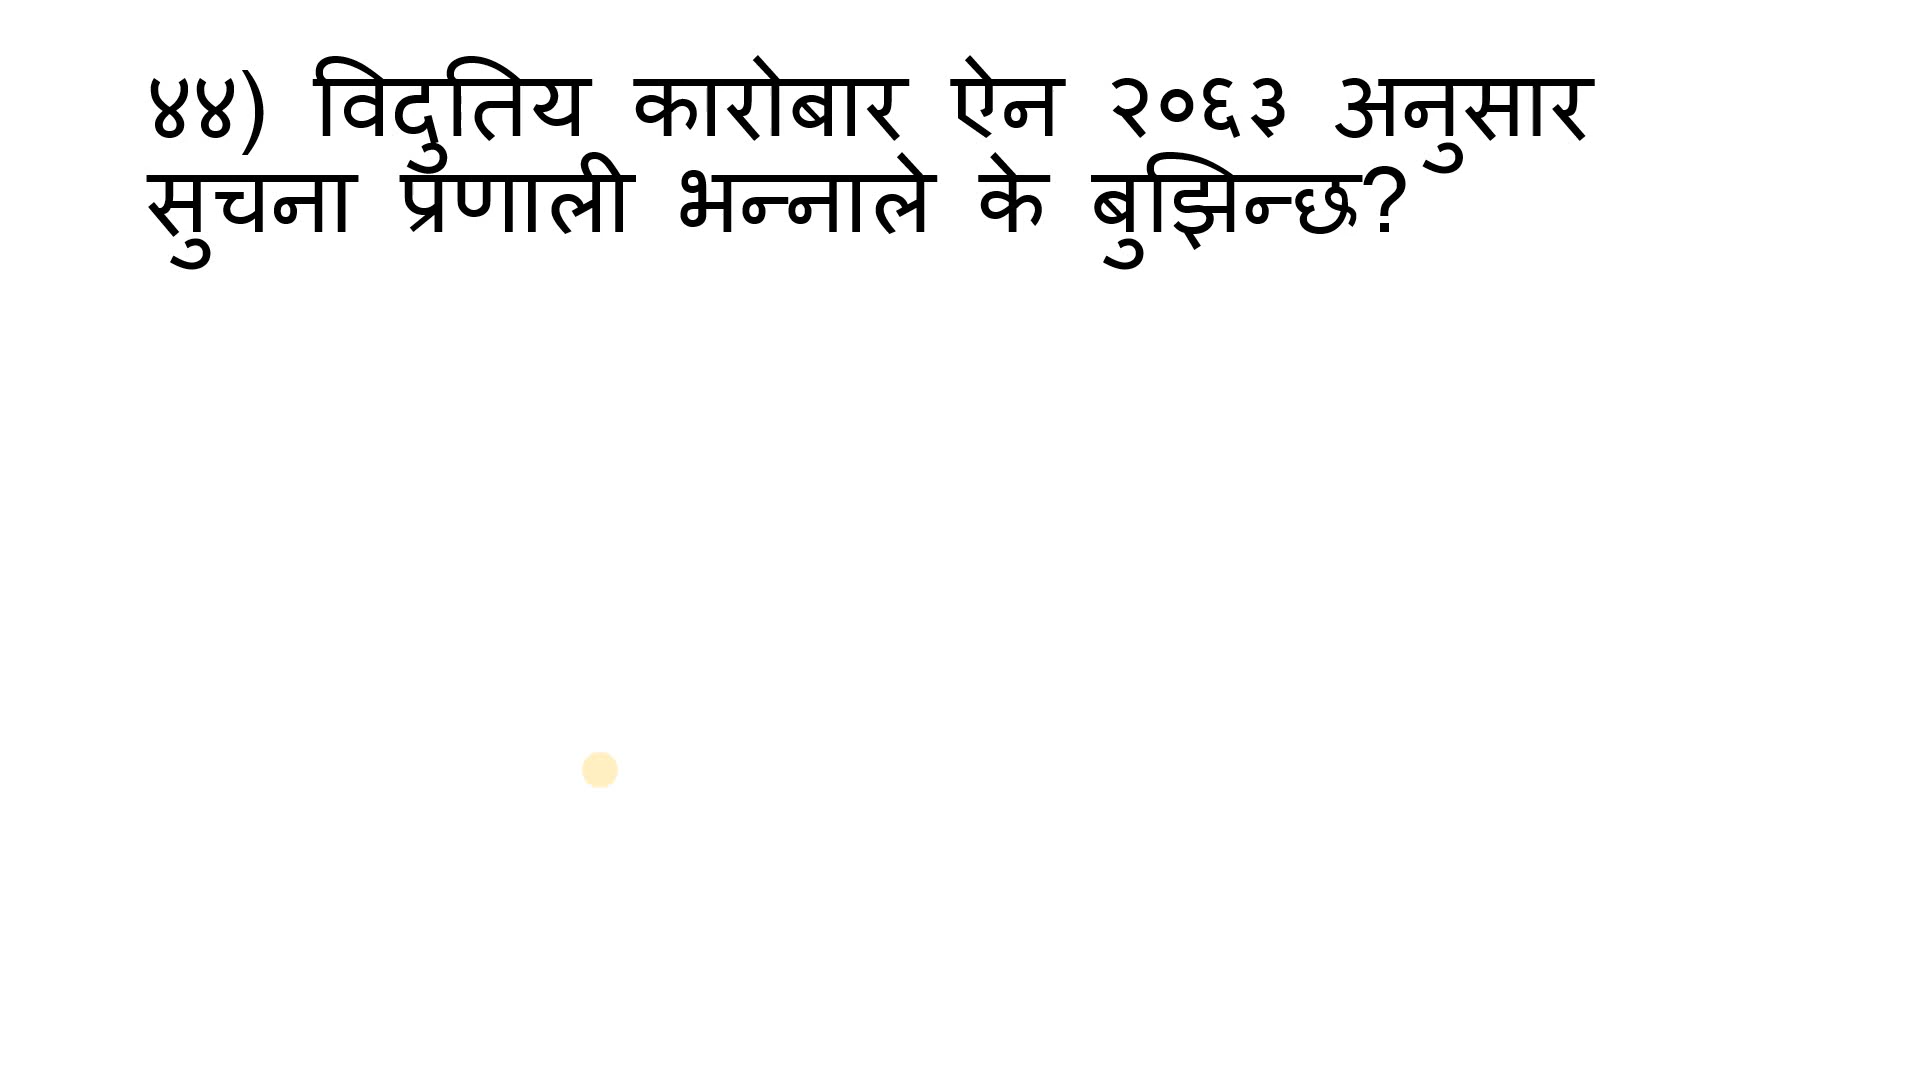 ४४) विदुतिय कारोबार ऐन २०६३ अनुसार
सुचना प्रणाली भन्नाले के बुझिन्छ?